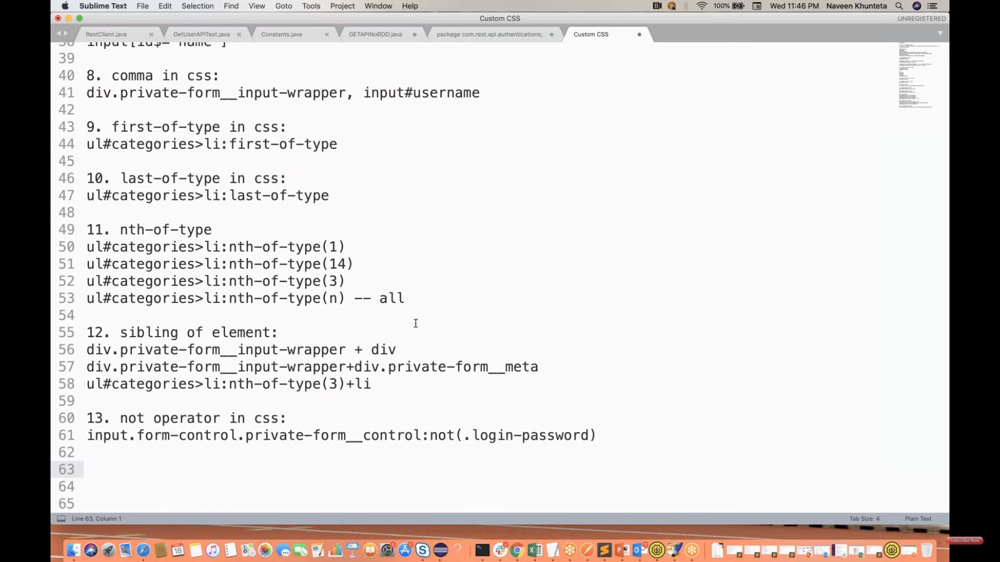 Sublime Text File Edit Selection Find View Goto Tools Project Window Help 100% Wed 11:46 PM Naveen Khunteta
Custom CSS UNREGISTERED
RestClient.java GetUserAPITest.java Constants.java GETAPINoBDD.java package com.rest.api.authentications; Custom CSS
38 input[id$='name']
39
40 8. comma in css:
41 div.private-form__input-wrapper, input#username
42
43 9. first-of-type in css:
44 ul#categories>li:first-of-type
45
46 10. last-of-type in css:
47 ul#categories>li:last-of-type
48
49 11. nth-of-type
50 ul#categories>li:nth-of-type(1)
51 ul#categories>li:nth-of-type(14)
52 ul#categories>li:nth-of-type(3)
53 ul#categories>li:nth-of-type(n) -- all
54
55 12. sibling of element:
56 div.private-form__input-wrapper + div
57 div.private-form__input-wrapper+div.private-form__meta
58 ul#categories>li:nth-of-type(3)+li
59
60 13. not operator in css:
61 input.form-control.private-form__control:not(.login-password)
62
63
64
65
Line 63, Column 1 Tab Size: 4 Plain Text
18
Subscribe Now